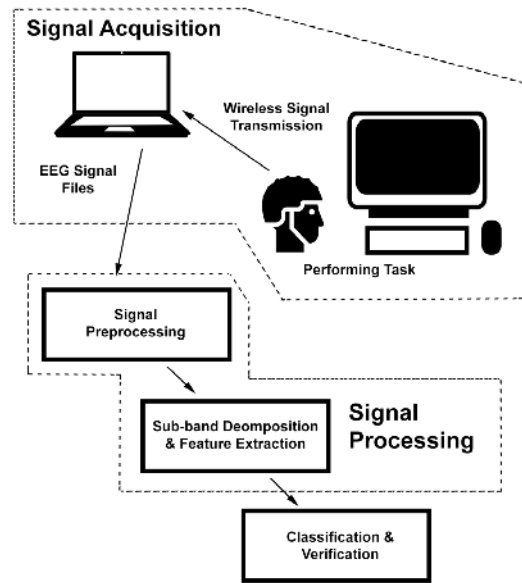 Signal Acquisition
Wireless Signal
Transmission
EEG Signal
Files
Performing Task
Signal
Preprocessing
Sub-band Deomposition
& Feature Extraction
Signal
Processing
Classification &
Verification